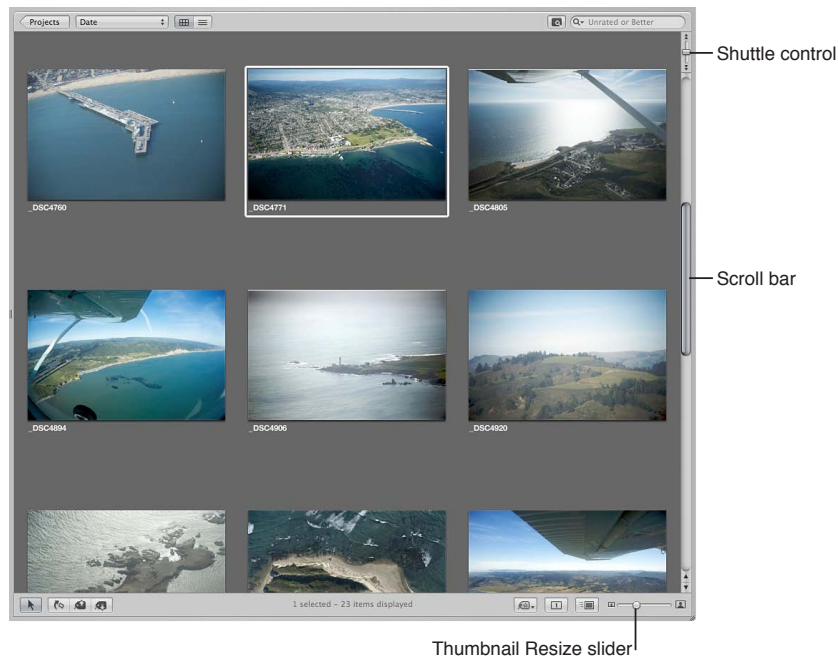 Projects
Date
Unrated or Better
Shuttle control
_DSC4760
_DSC4771
_DSC4805
Scroll bar
_DSC4894
_DSC4906
_DSC4920
1 selected - 23 items displayed
Thumbnail Resize slider